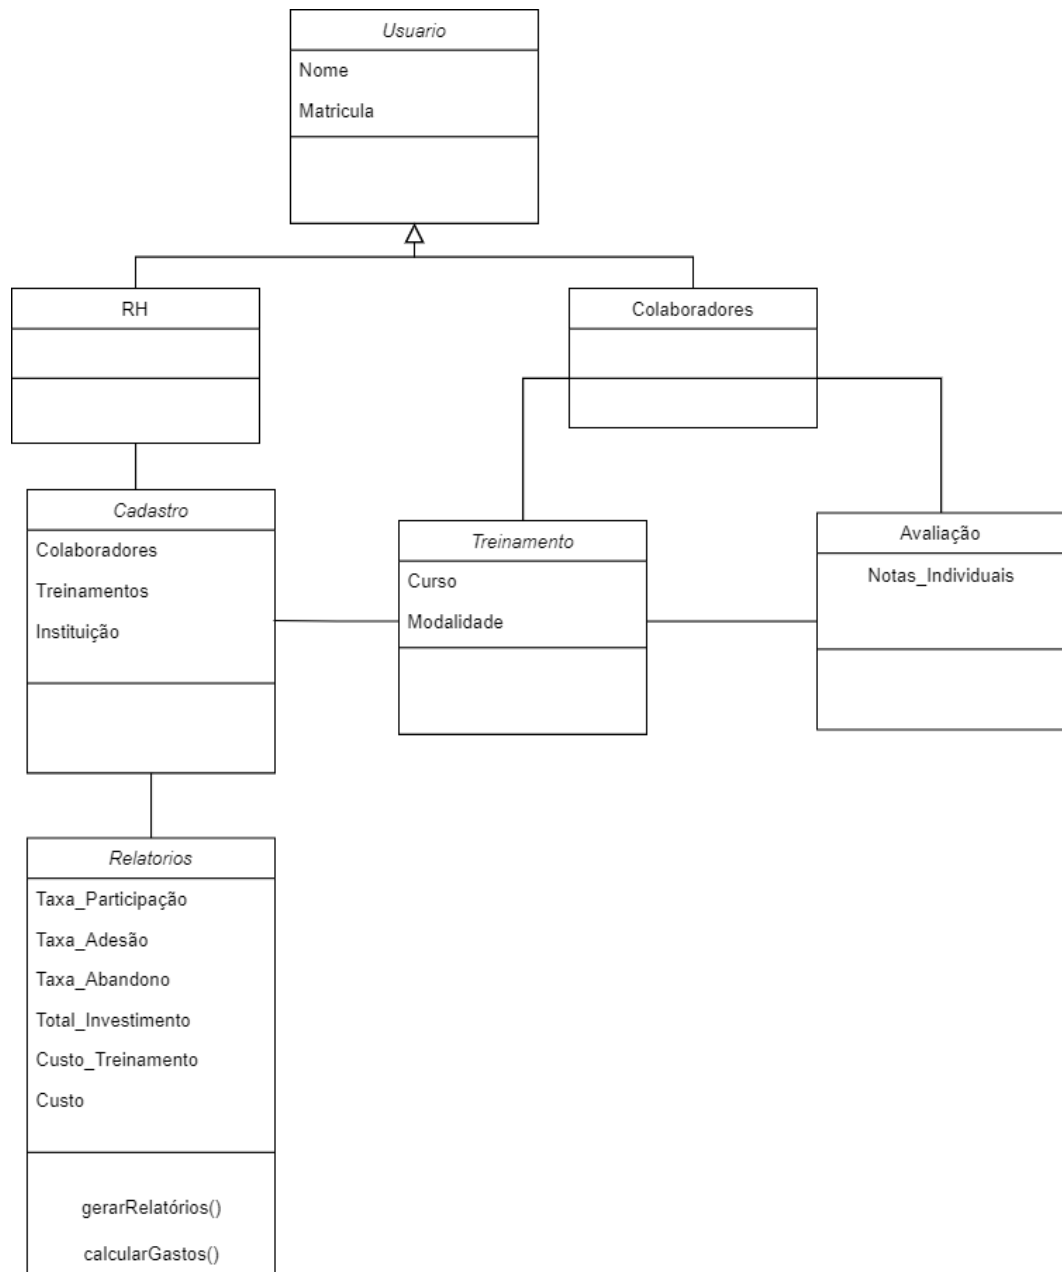 Usuario
Nome
Matricula
RH
Colaboradores
Cadastro
Colaboradores
Treinamentos
Instituição
Treinamento
Curso
Modalidade
Avaliação
Notas_Individuais
Relatorios
Taxa_Participação
Taxa_Adesão
Taxa_Abandono
Total_Investimento
Custo_Treinamento
Custo
gerarRelatórios()
calcularGastos()